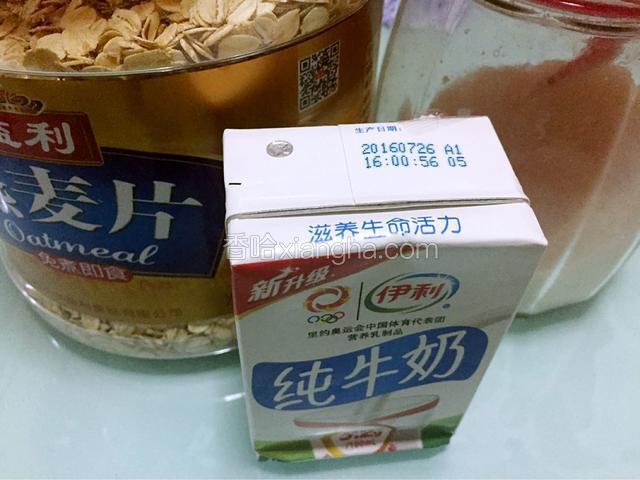 益利
麦片
Oatmeal
免煮即食
生产日期:
20160726 A1
16:00:56 05
滋养生命活力
香哈xiangha.com
新升级
伊利
里约奥运会中国体育代表团
营养乳制品
纯牛奶